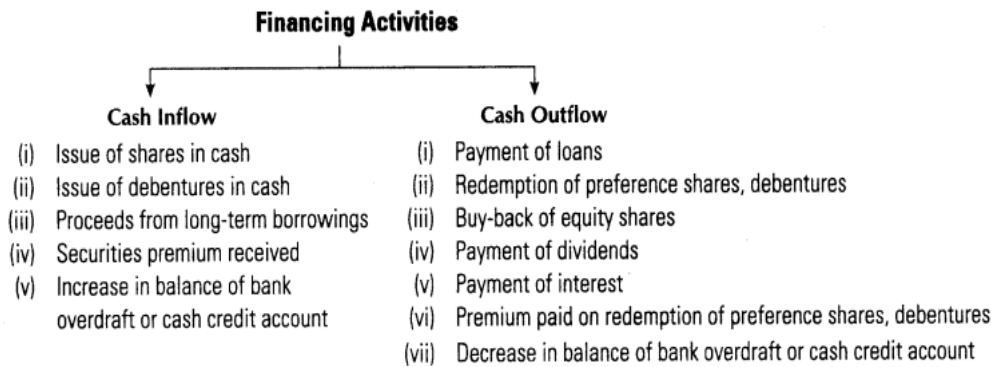 Financing Activities
Cash Inflow
(i) Issue of shares in cash
(ii) Issue of debentures in cash
(iii) Proceeds from long-term borrowings
(iv) Securities premium received
(v) Increase in balance of bank
overdraft or cash credit account
Cash Outflow
(i) Payment of loans
(ii) Redemption of preference shares, debentures
(iii) Buy-back of equity shares
(iv) Payment of dividends
(v) Payment of interest
(vi) Premium paid on redemption of preference shares, debentures
(vii) Decrease in balance of bank overdraft or cash credit account